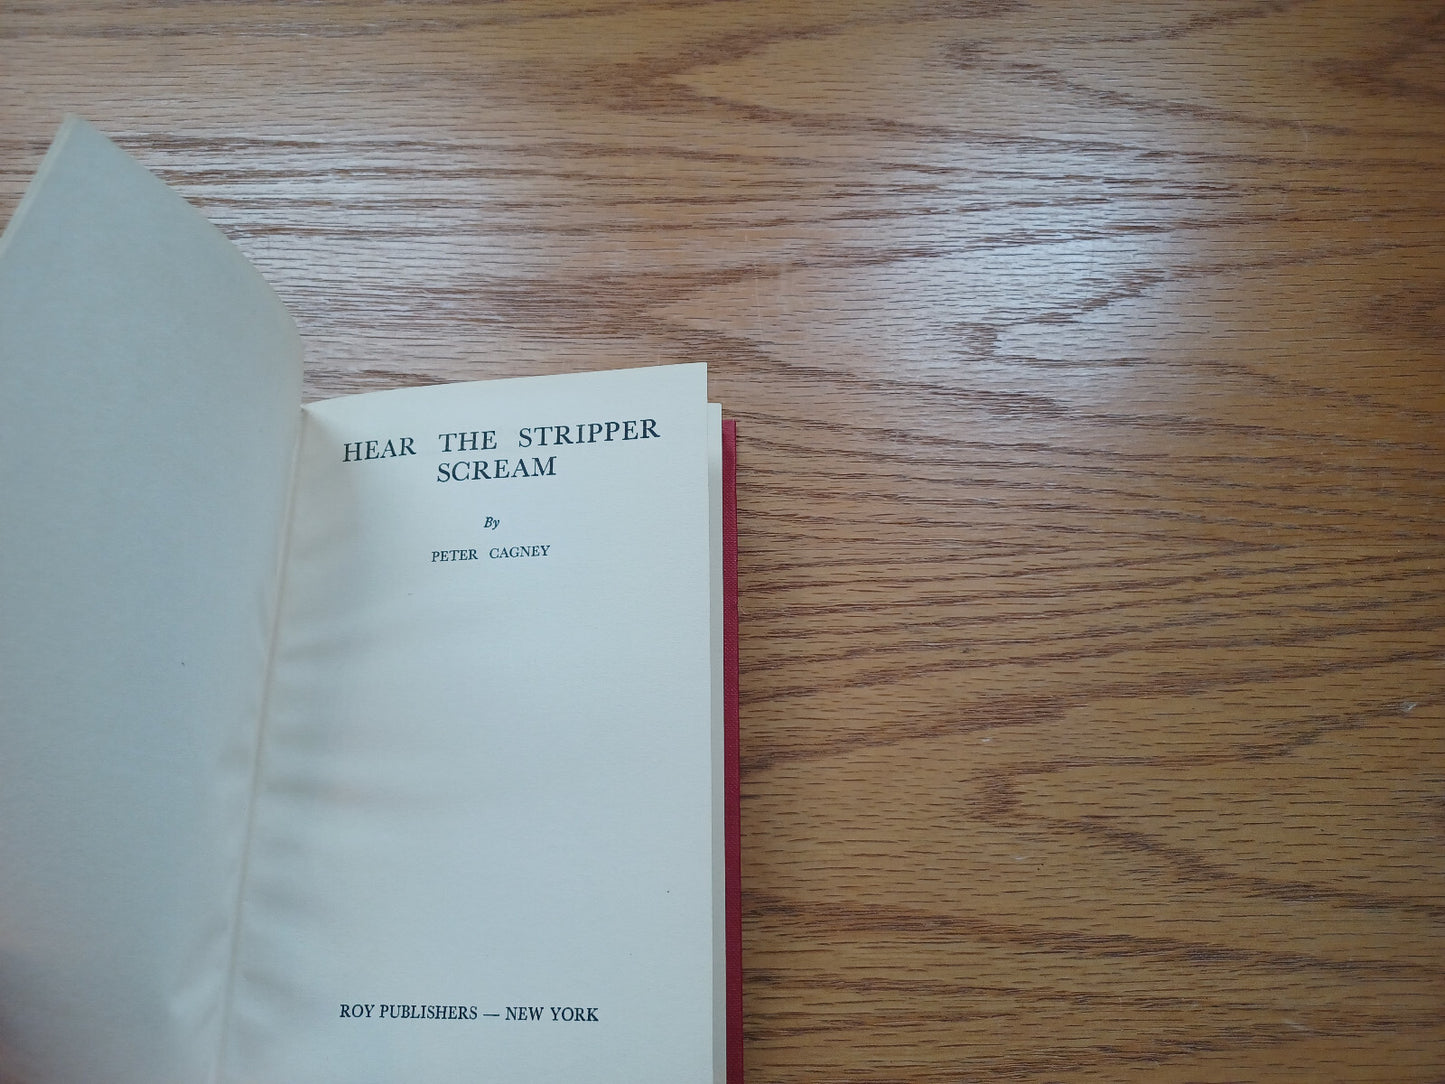 HEAR THE STRIPPER
SCREAM
By
PETER CAGNEY
ROY PUBLISHERS — NEW YORK